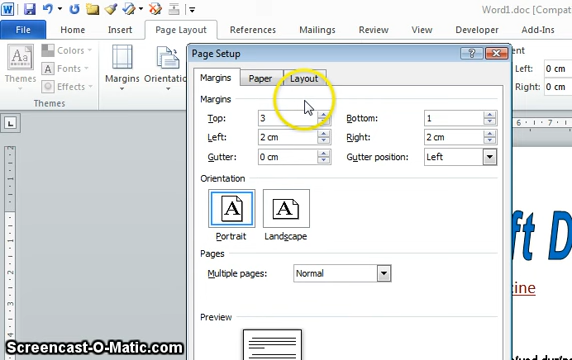 Word1.doc [Compat
File Home Insert Page Layout References Mailings Review Developer Add-Ins
Colors
Fonts
Effects
Themes
Margins
Orientatio
Themes
Page Setup
Margins Paper Layout
Margins
Top: 3 Bottom: 1
Left: 2 cm Right: 2 cm
Gutter: 0 cm Gutter position: Left
Orientation
A A
Portrait Landscape
Pages
Multiple pages: Normal
Preview
Left: 0 cm
Right: 0 cm
ft D
cine
Screencast-O-Matic.com